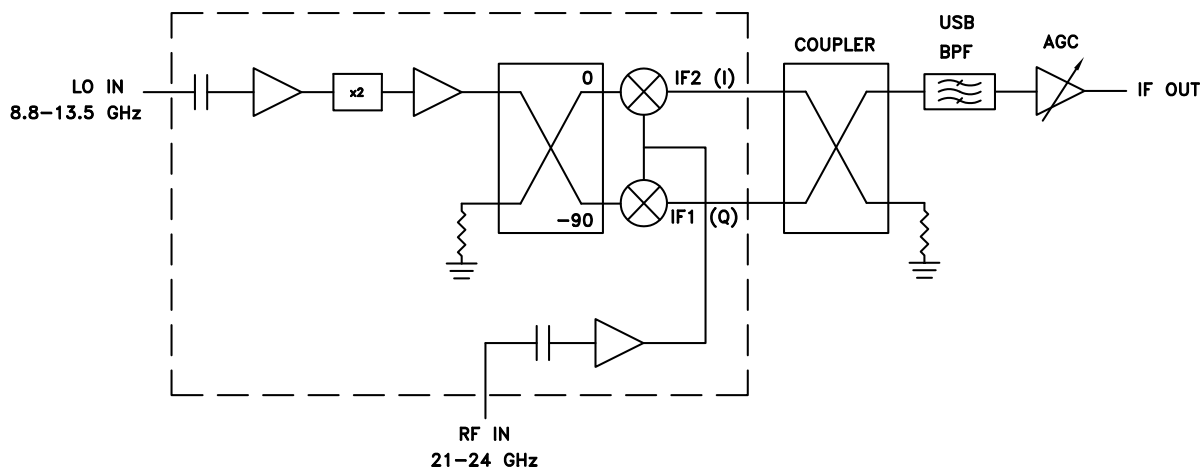 USB
BPF
COUPLER
AGC
LO IN
8.8–13.5 GHz
x2
0
IF2 (I)
IF OUT
–90
IF1 (Q)
RF IN
21–24 GHz